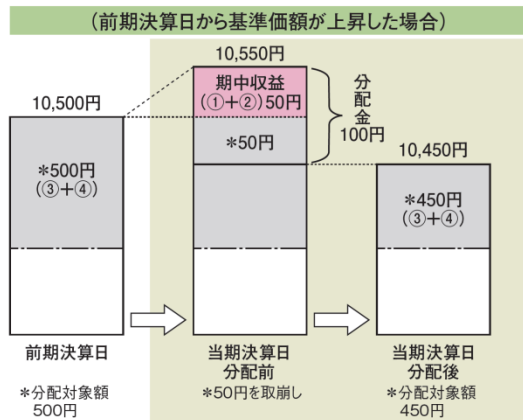 (前期決算日から基準価額が上昇した場合)
10,550円
期中収益
(①+②)50円
*50円
分配金
100円
10,500円
*500円
(③+④)
10,450円
*450円
(③+④)
前期決算日
当期決算日
分配前
当期決算日
分配後
*分配対象額
500円
*50円を取崩し
*分配対象額
450円